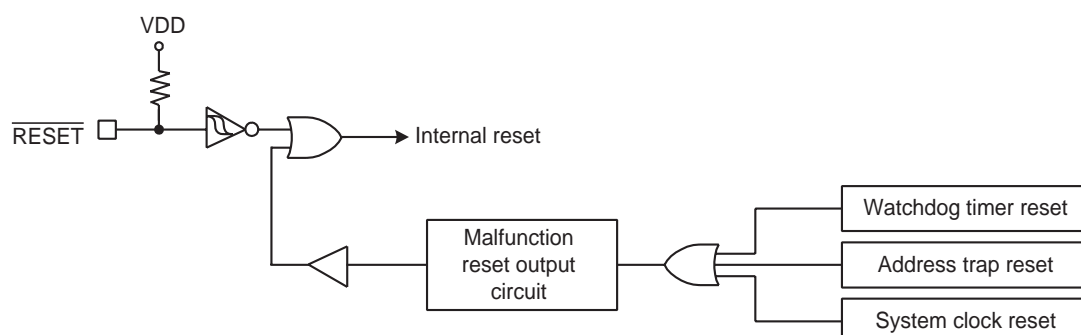 VDD
RESET
Internal reset
Watchdog timer reset
Malfunction
reset output
circuit
Address trap reset
System clock reset